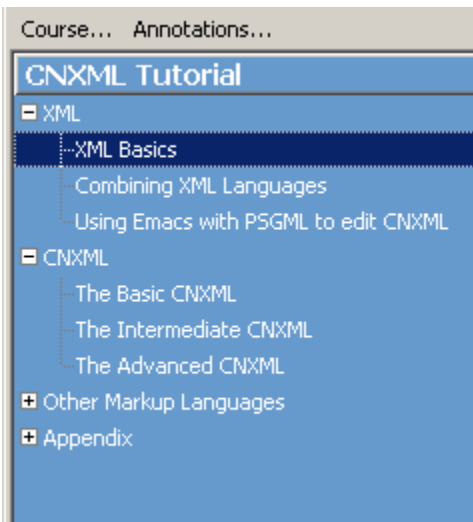 Course... Annotations...
CNXML Tutorial
XML
XML Basics
Combining XML Languages
Using Emacs with PSGML to edit CNXML
CNXML
The Basic CNXML
The Intermediate CNXML
The Advanced CNXML
Other Markup Languages
Appendix